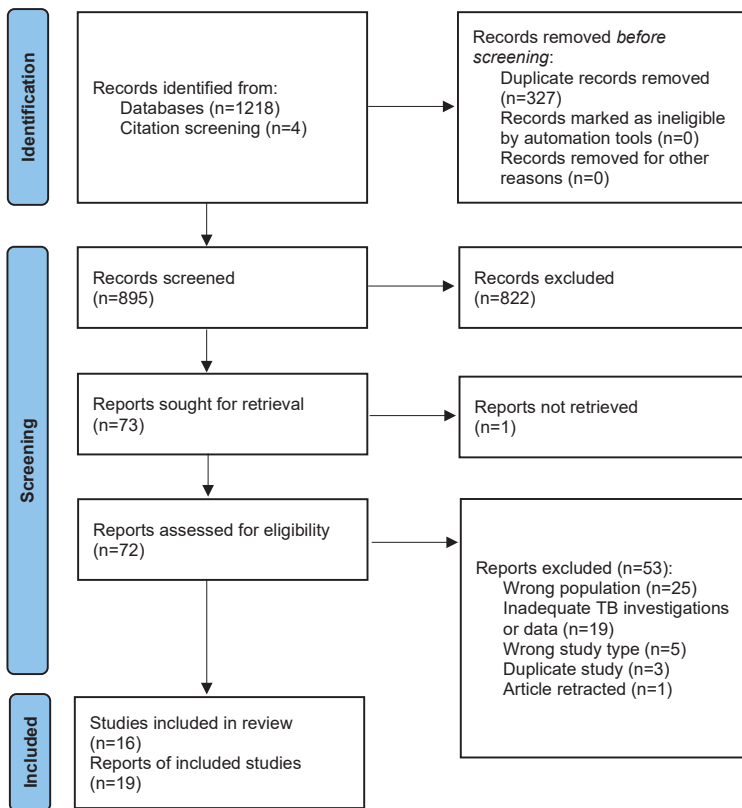 Identification
Records identified from:
Databases (n=1218)
Citation screening (n=4)
Records removed before
screening:
Duplicate records removed
(n=327)
Records marked as ineligible
by automation tools (n=0)
Records removed for other
reasons (n=0)
Screening
Records screened
(n=895)
Records excluded
(n=822)
Reports sought for retrieval
(n=73)
Reports not retrieved
(n=1)
Reports assessed for eligibility
(n=72)
Reports excluded (n=53):
Wrong population (n=25)
Inadequate TB investigations
or data (n=19)
Wrong study type (n=5)
Duplicate study (n=3)
Article retracted (n=1)
Included
Studies included in review
(n=16)
Reports of included studies
(n=19)